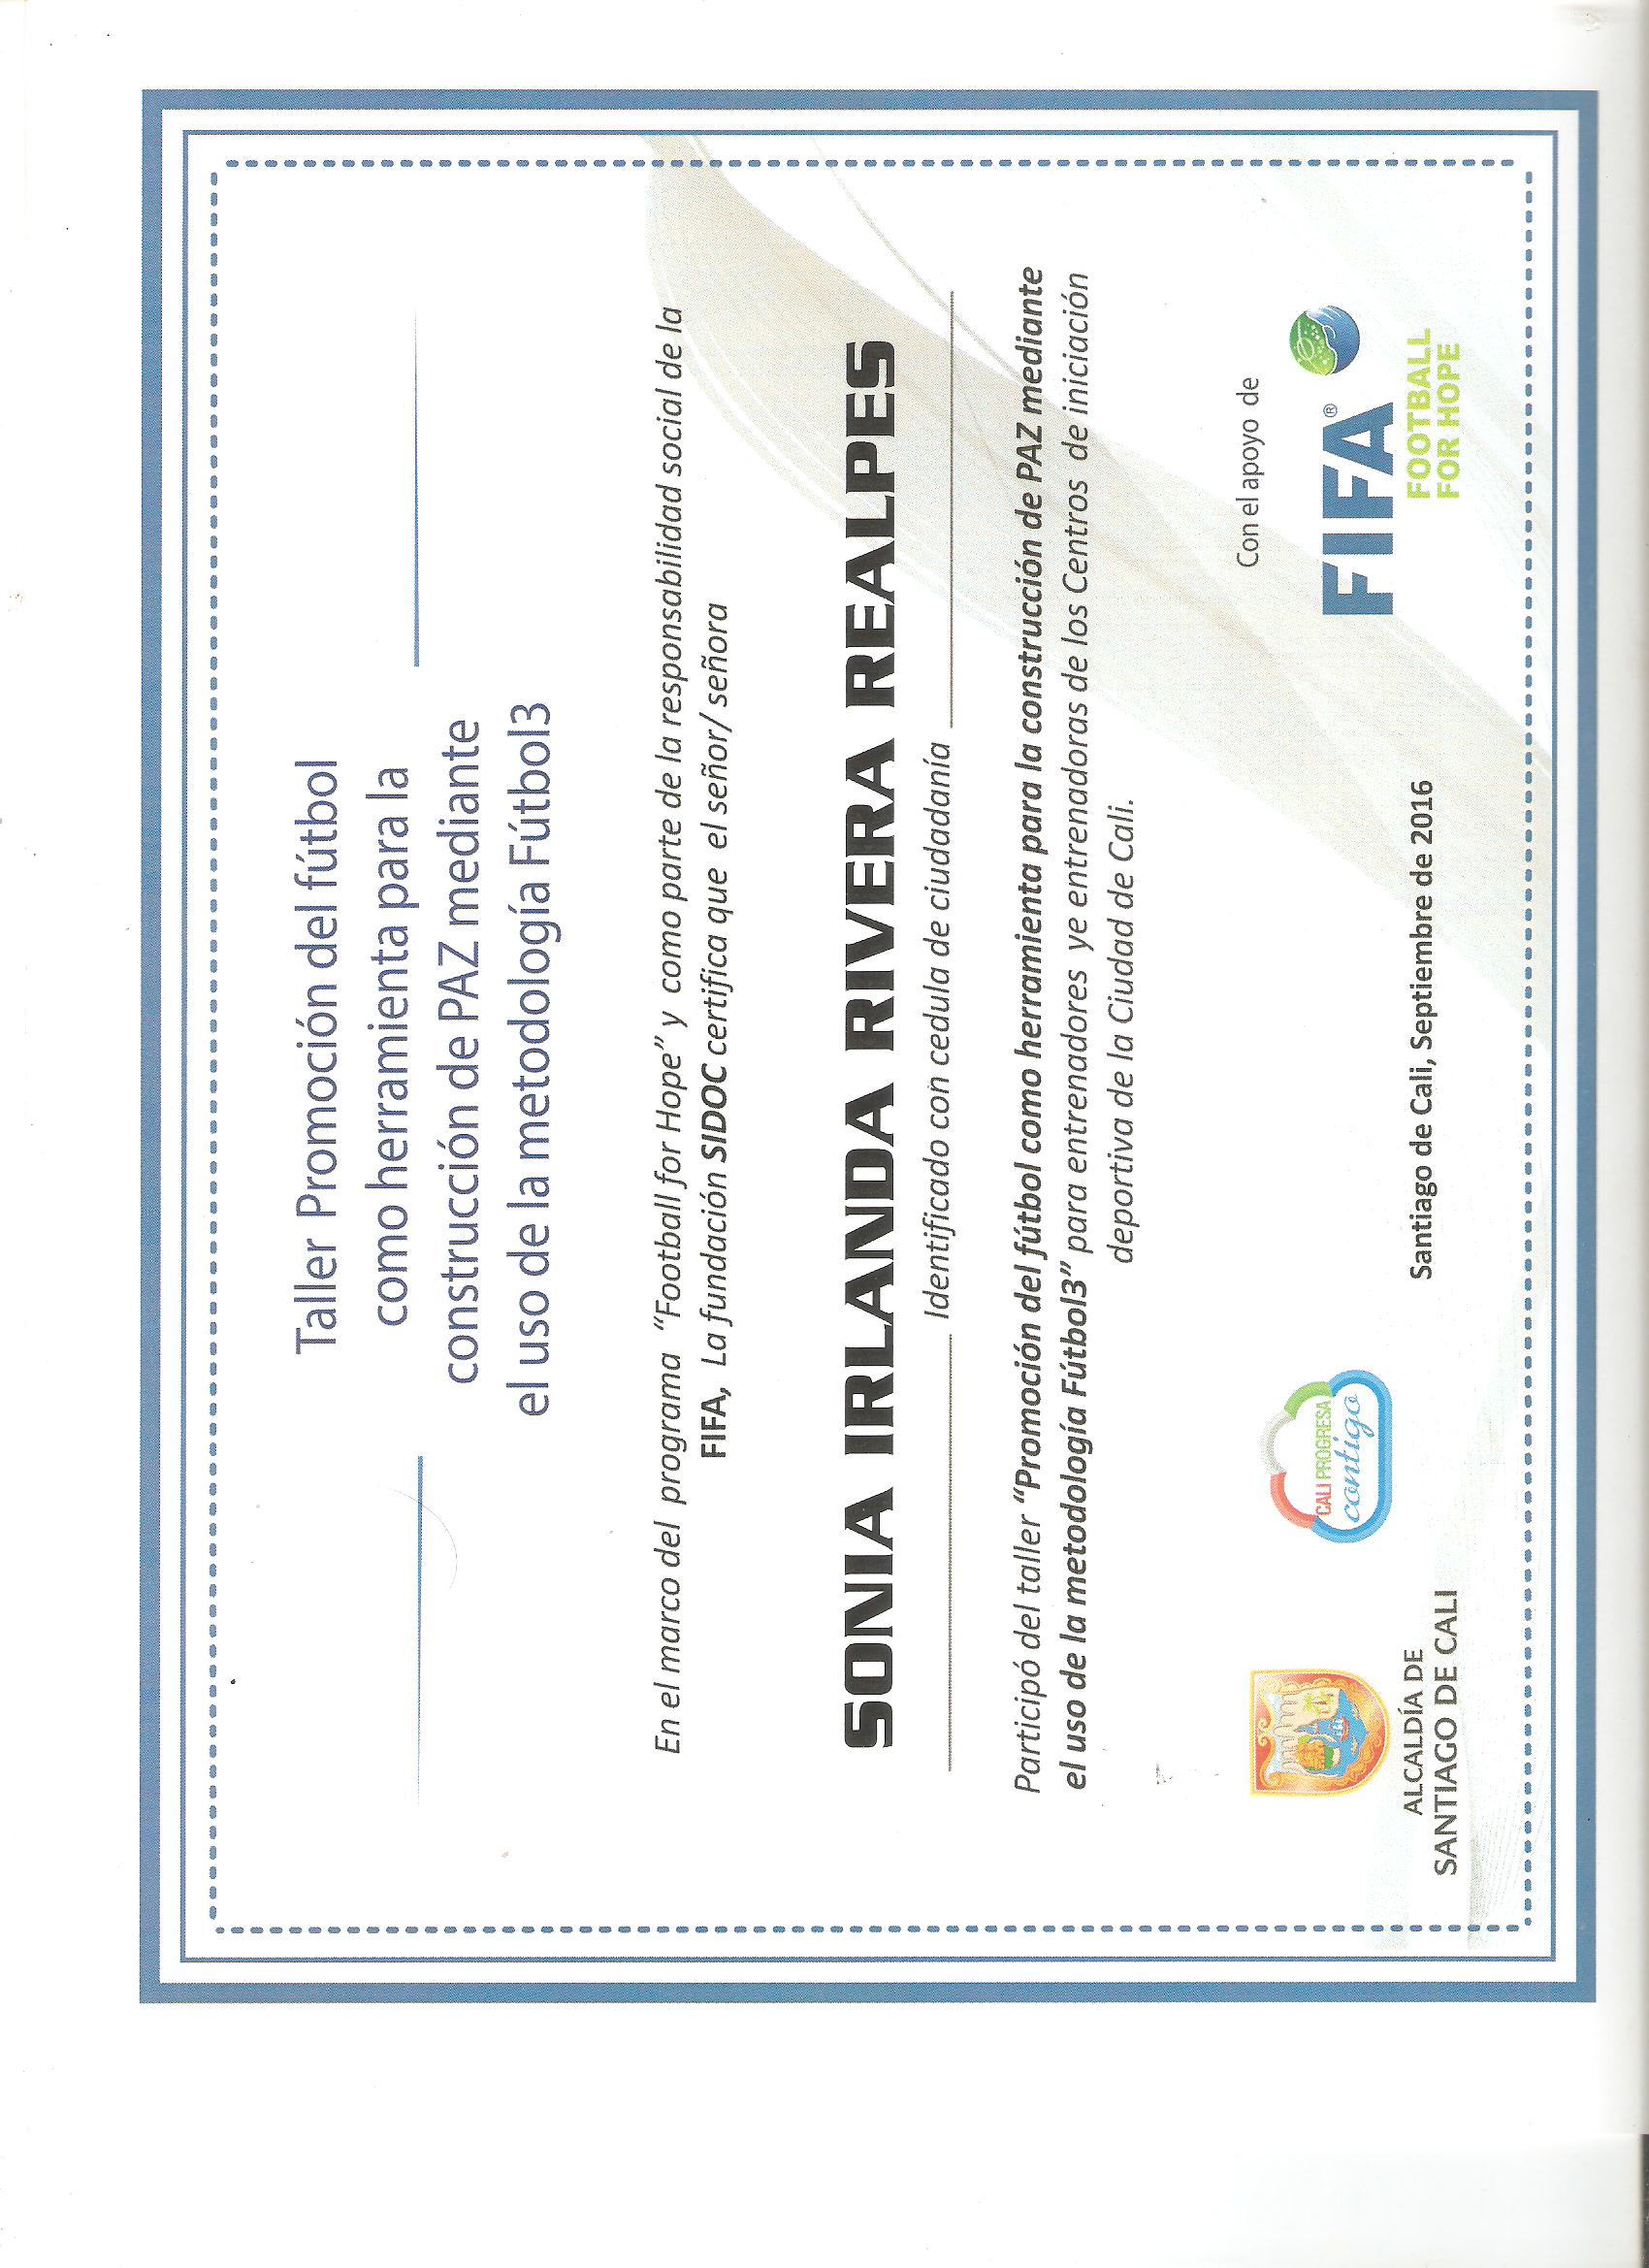 Taller Promoción del fútbol
como herramienta para la
construcción de PAZ mediante
el uso de la metodología Fútbol3
En el marco del programa "Football for Hope" y como parte de la responsabilidad social de la
FIFA, La fundación SIDOC certifica que el señor/ señora
SONIA IRLANDA RIVERA REALPES
Identificado con cedula de ciudadanía
Participó del taller "Promoción del fútbol como herramienta para la construcción de PAZ mediante
el uso de la metodología Fútbol3" para entrenadores ye entrenadoras de los Centros de iniciación
deportiva de la Ciudad de Cali.
ALCALDÍA DE
SANTIAGO DE CALI
CALI PROGRESA
contigo
Santiago de Cali, Septiembre de 2016
Con el apoyo de
FIFA®
FOOTBALL
FOR HOPE